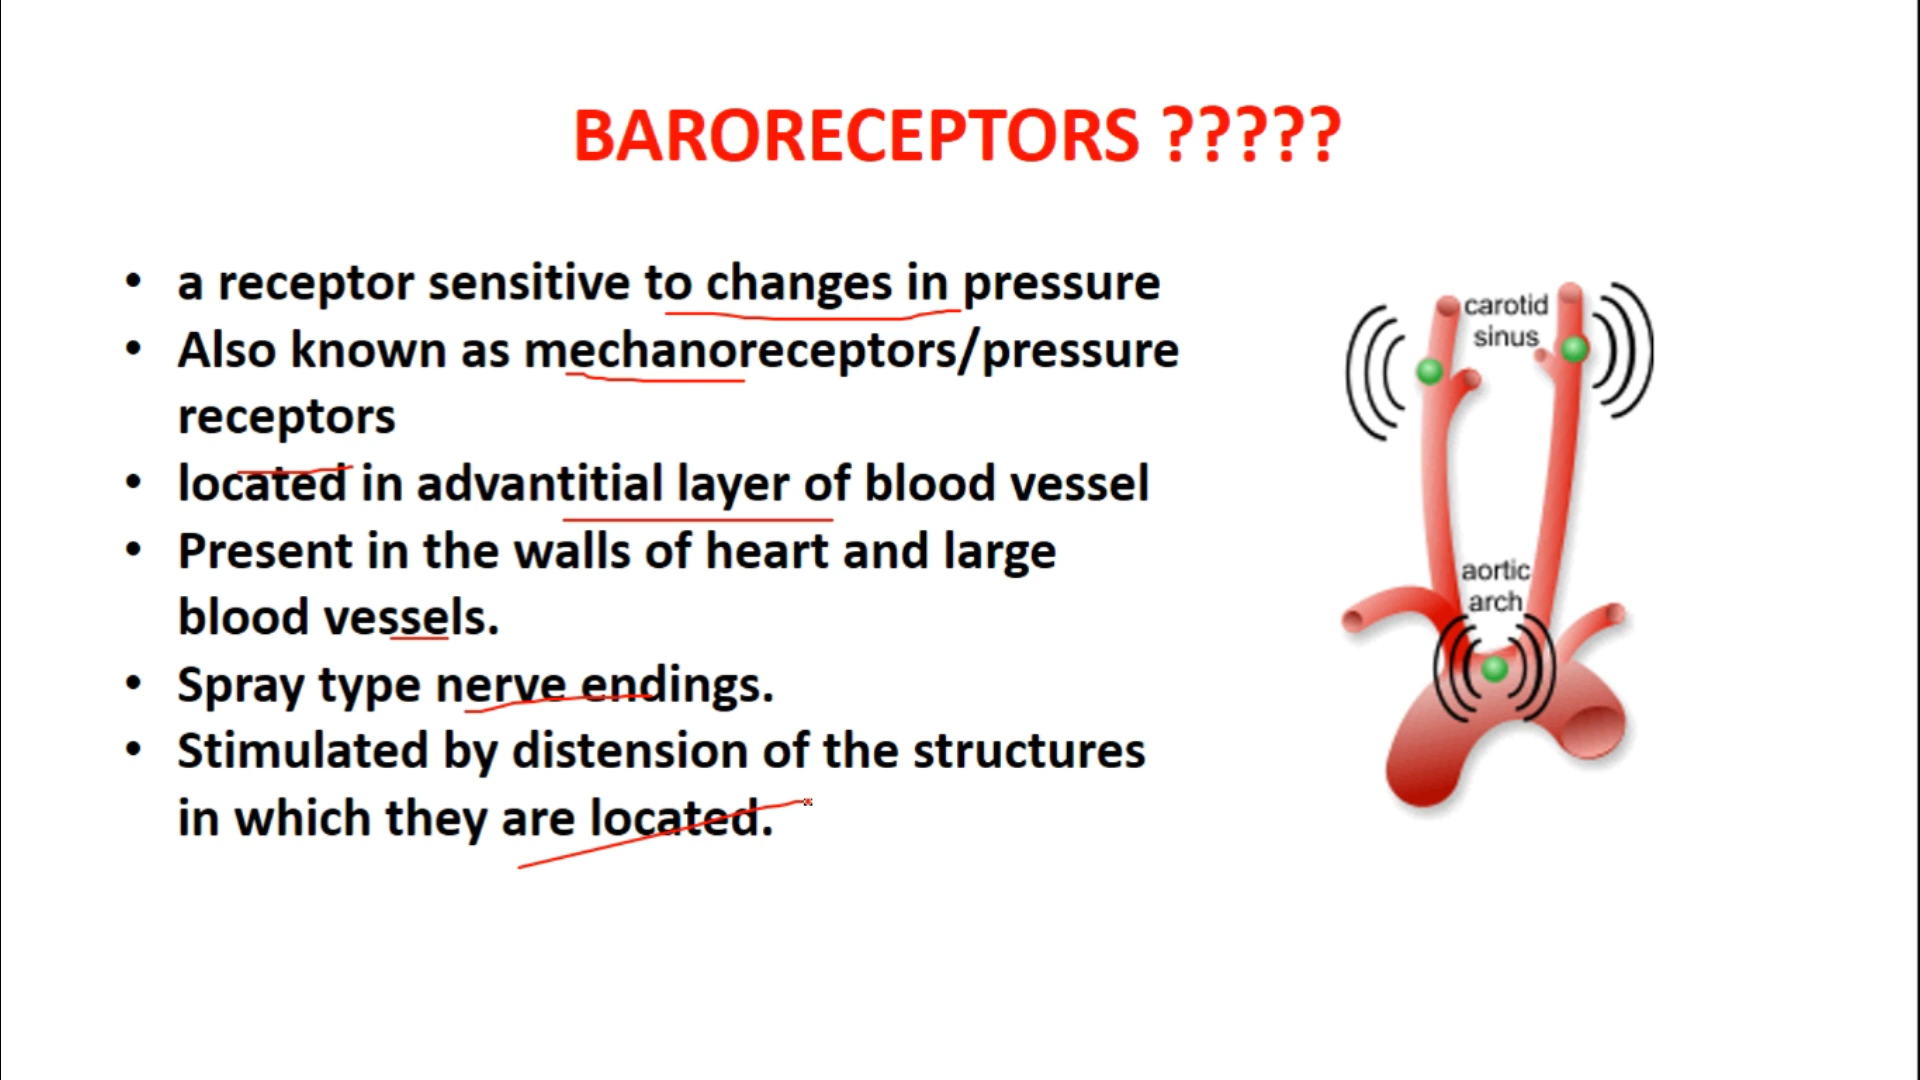 BARORECEPTORS ?????
• a receptor sensitive to changes in pressure
• Also known as mechanoreceptors/pressure
receptors
• located in advantitial layer of blood vessel
• Present in the walls of heart and large
blood vessels.
• Spray type nerve endings.
• Stimulated by distension of the structures
in which they are located.
carotid
sinus
aortic
arch